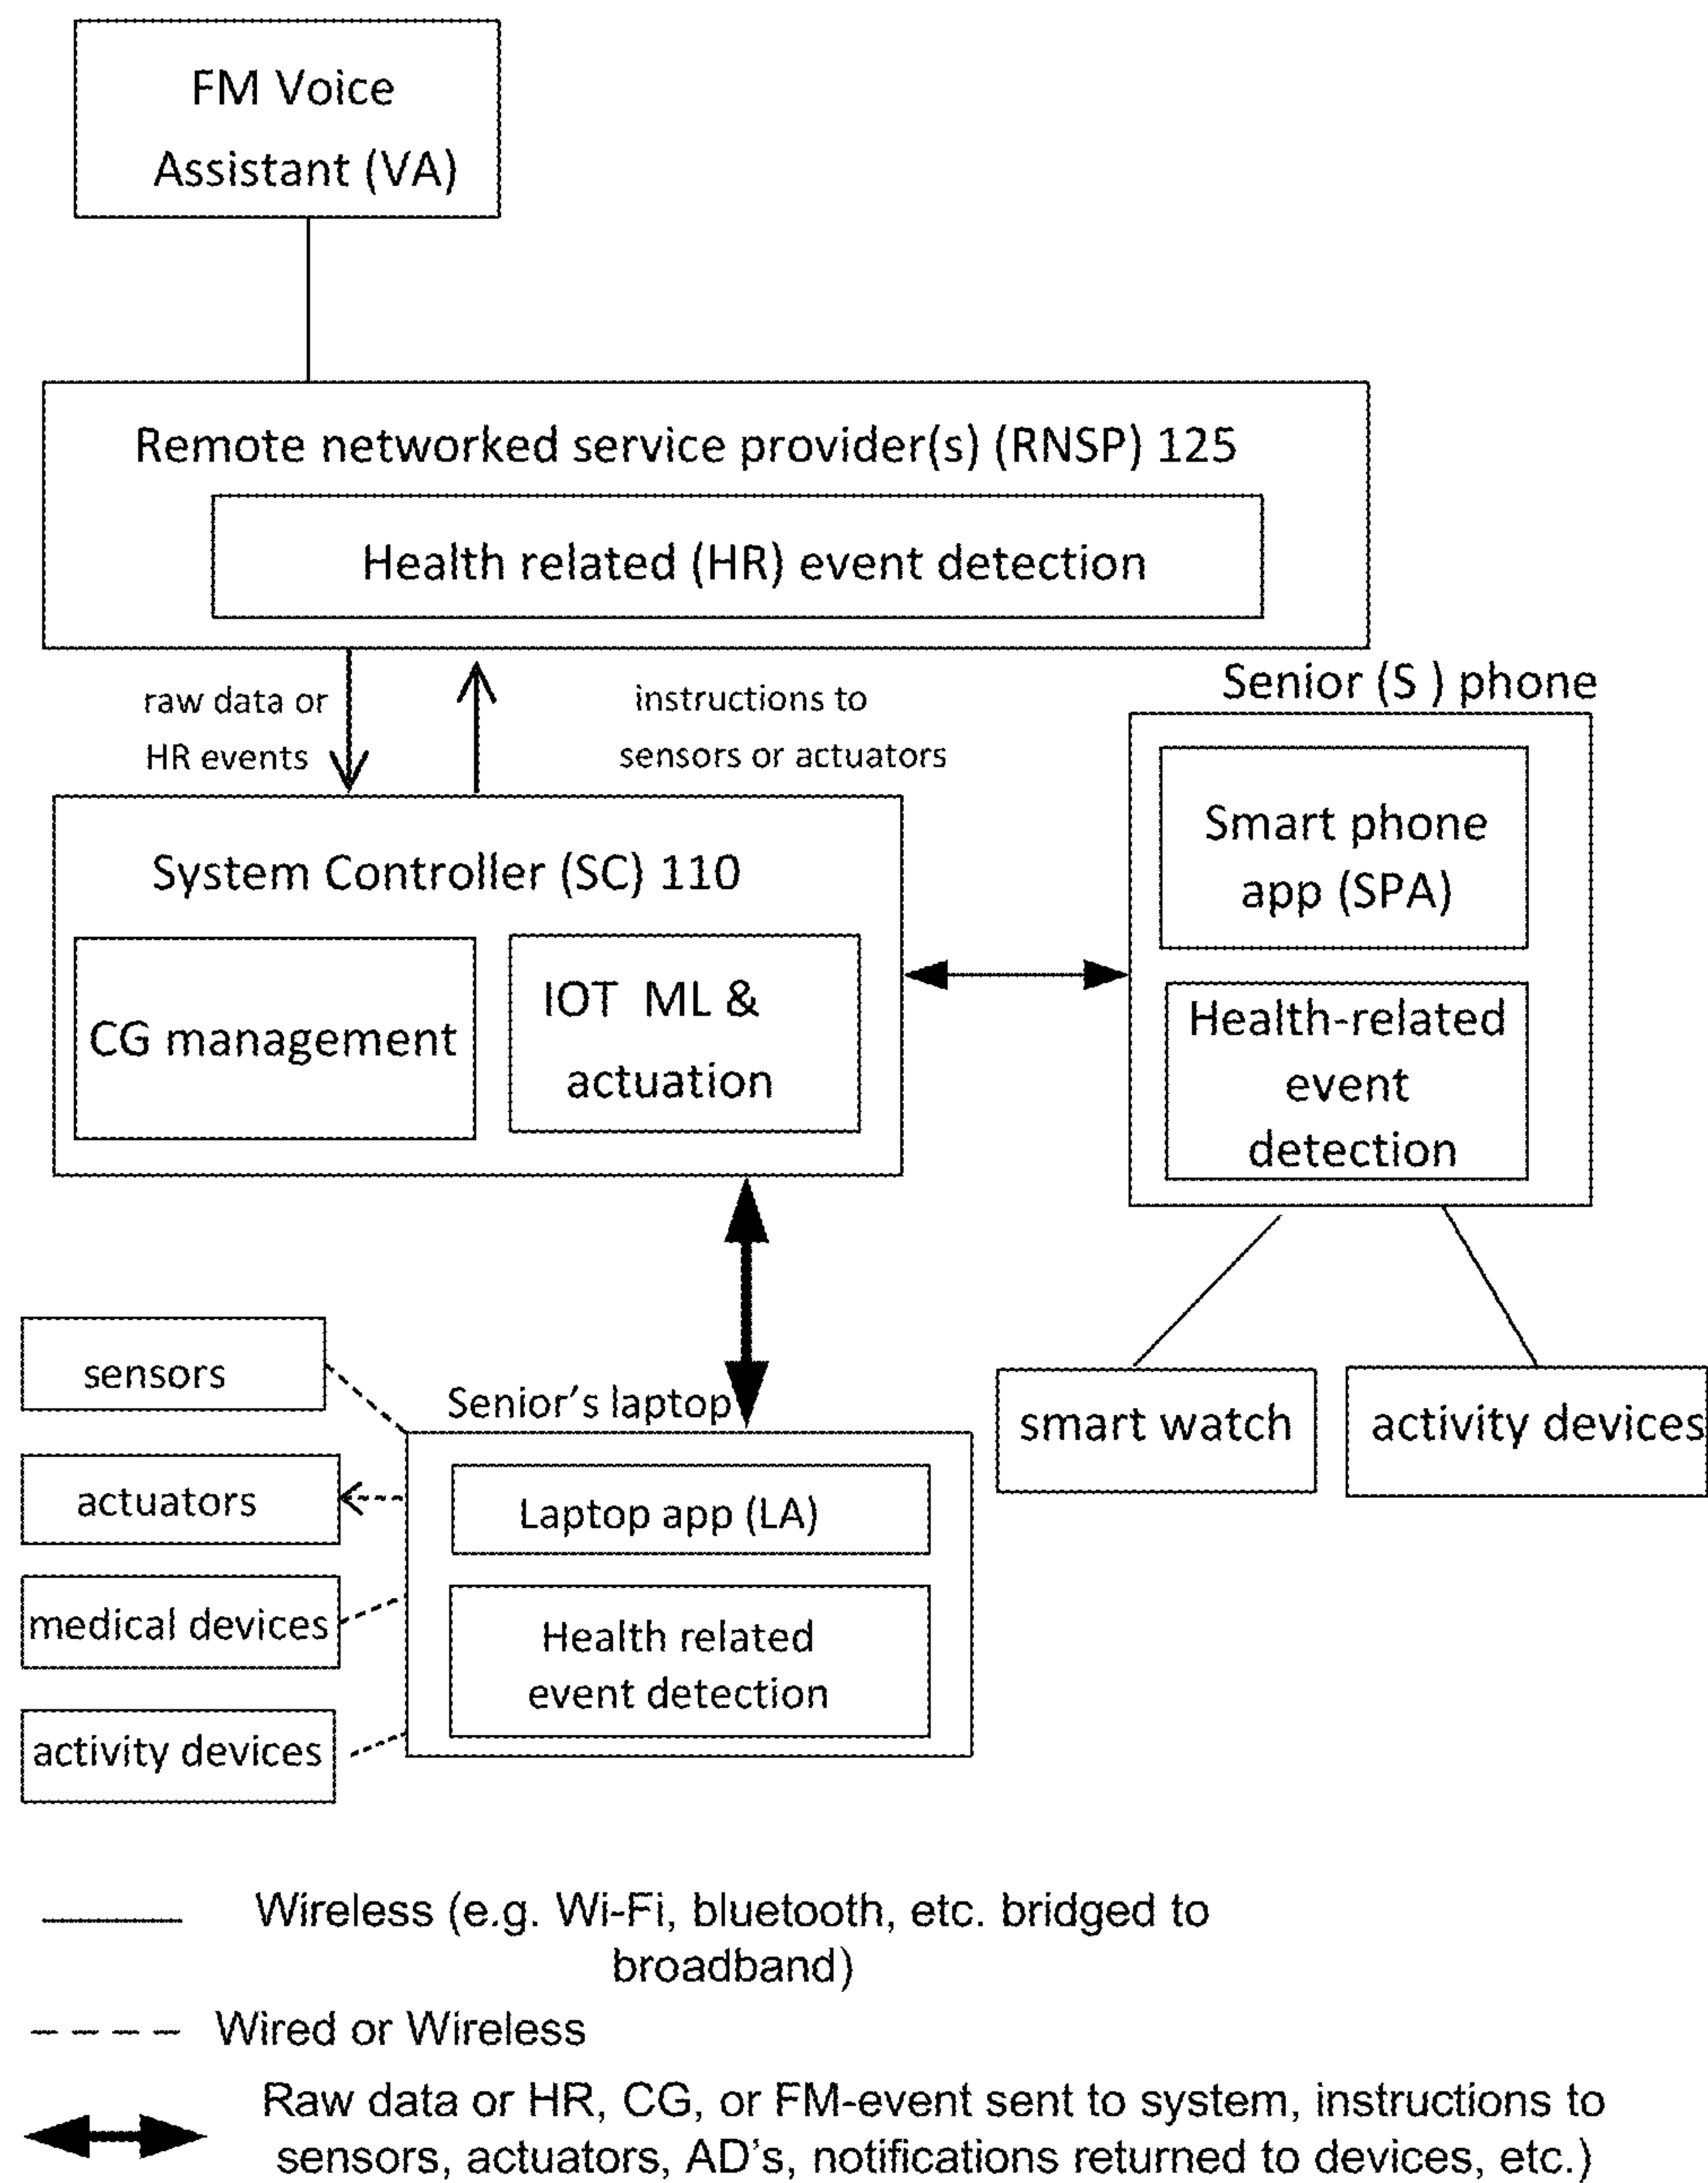 FM Voice
Assistant (VA)
Remote networked service provider(s) (RNSP) 125
Health related (HR) event detection
raw data or
HR events
instructions to
sensors or actuators
Senior (S ) phone
Smart phone
app (SPA)
Health-related
event
detection
System Controller (SC) 110
CG management
IOT ML &
actuation
smart watch
activity devices
sensors
actuators
medical devices
activity devices
Senior's laptop
Laptop app (LA)
Health related
event detection
Wireless (e.g. Wi-Fi, bluetooth, etc. bridged to
broadband)
Wired or Wireless
Raw data or HR, CG, or FM-event sent to system, instructions to
sensors, actuators, AD's, notifications returned to devices, etc.)